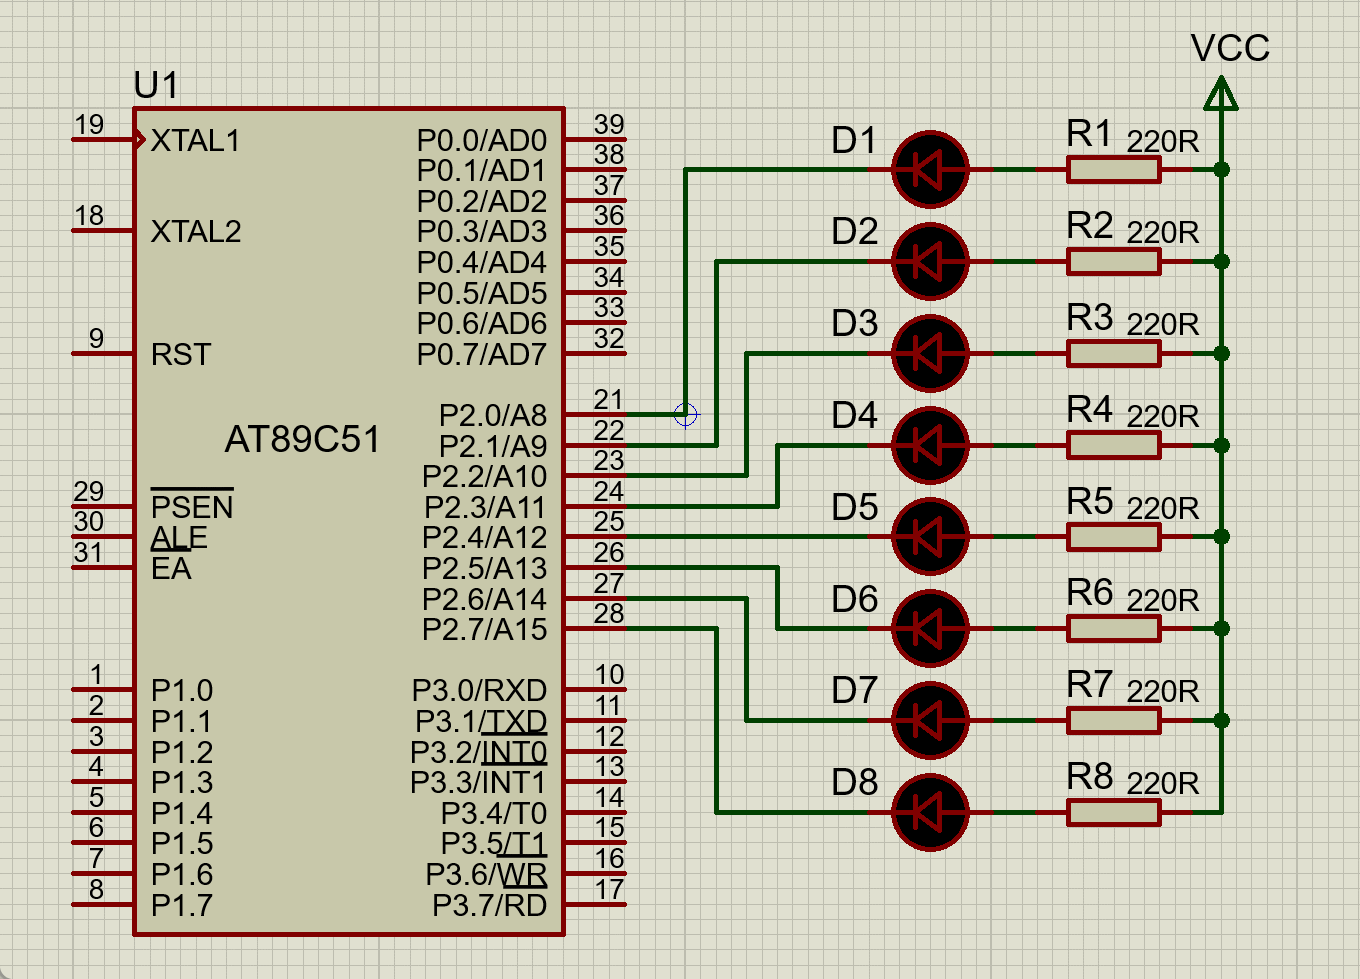 VCC
U1
19 XTAL1 P0.0/AD0 39
P0.1/AD1 38
P0.2/AD2 37
18 XTAL2 P0.3/AD3 36
P0.4/AD4 35
P0.5/AD5 34
P0.6/AD6 33
9 RST P0.7/AD7 32
P2.0/A8 21
AT89C51
P2.1/A9 22
P2.2/A10 23
29 PSEN P2.3/A11 24
30 ALE P2.4/A12 25
31 EA P2.5/A13 26
P2.6/A14 27
P2.7/A15 28
1 P1.0 P3.0/RXD 10
2 P1.1 P3.1/TXD 11
3 P1.2 P3.2/INT0 12
4 P1.3 P3.3/INT1 13
5 P1.4 P3.4/T0 14
6 P1.5 P3.5/T1 15
7 P1.6 P3.6/WR 16
8 P1.7 P3.7/RD 17
D1 R1 220R
D2 R2 220R
D3 R3 220R
D4 R4 220R
D5 R5 220R
D6 R6 220R
D7 R7 220R
D8 R8 220R